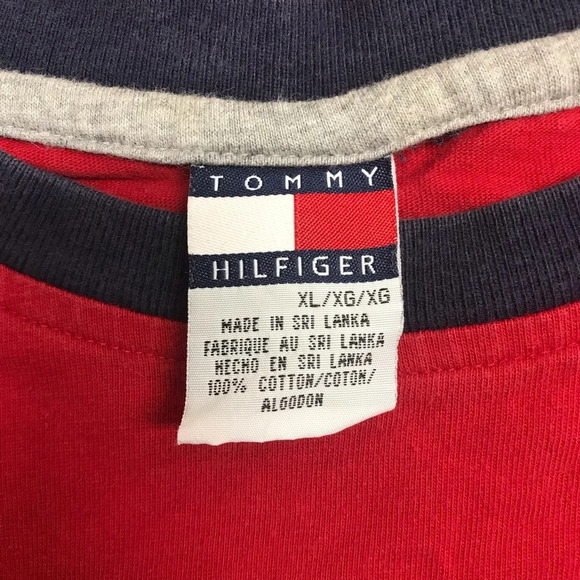 TOMMY
HILFIGER
XL/XG/XG
MADE IN SRI LANKA
FABRIQUE AU SRI LANKA
HECHO EN SRI LANKA
100% COTTON/COTON/
ALGODON